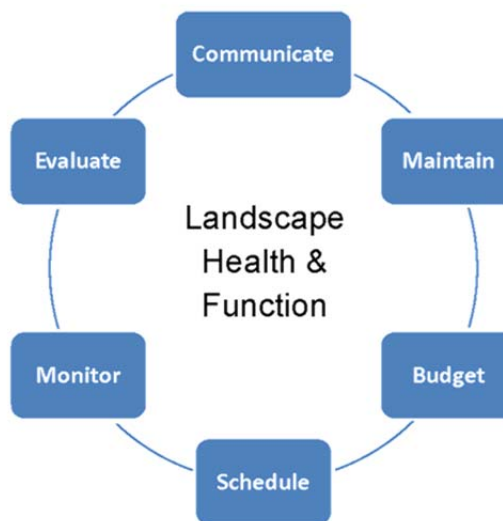 Communicate
Evaluate
Maintain
Landscape
Health &
Function
Monitor
Budget
Schedule